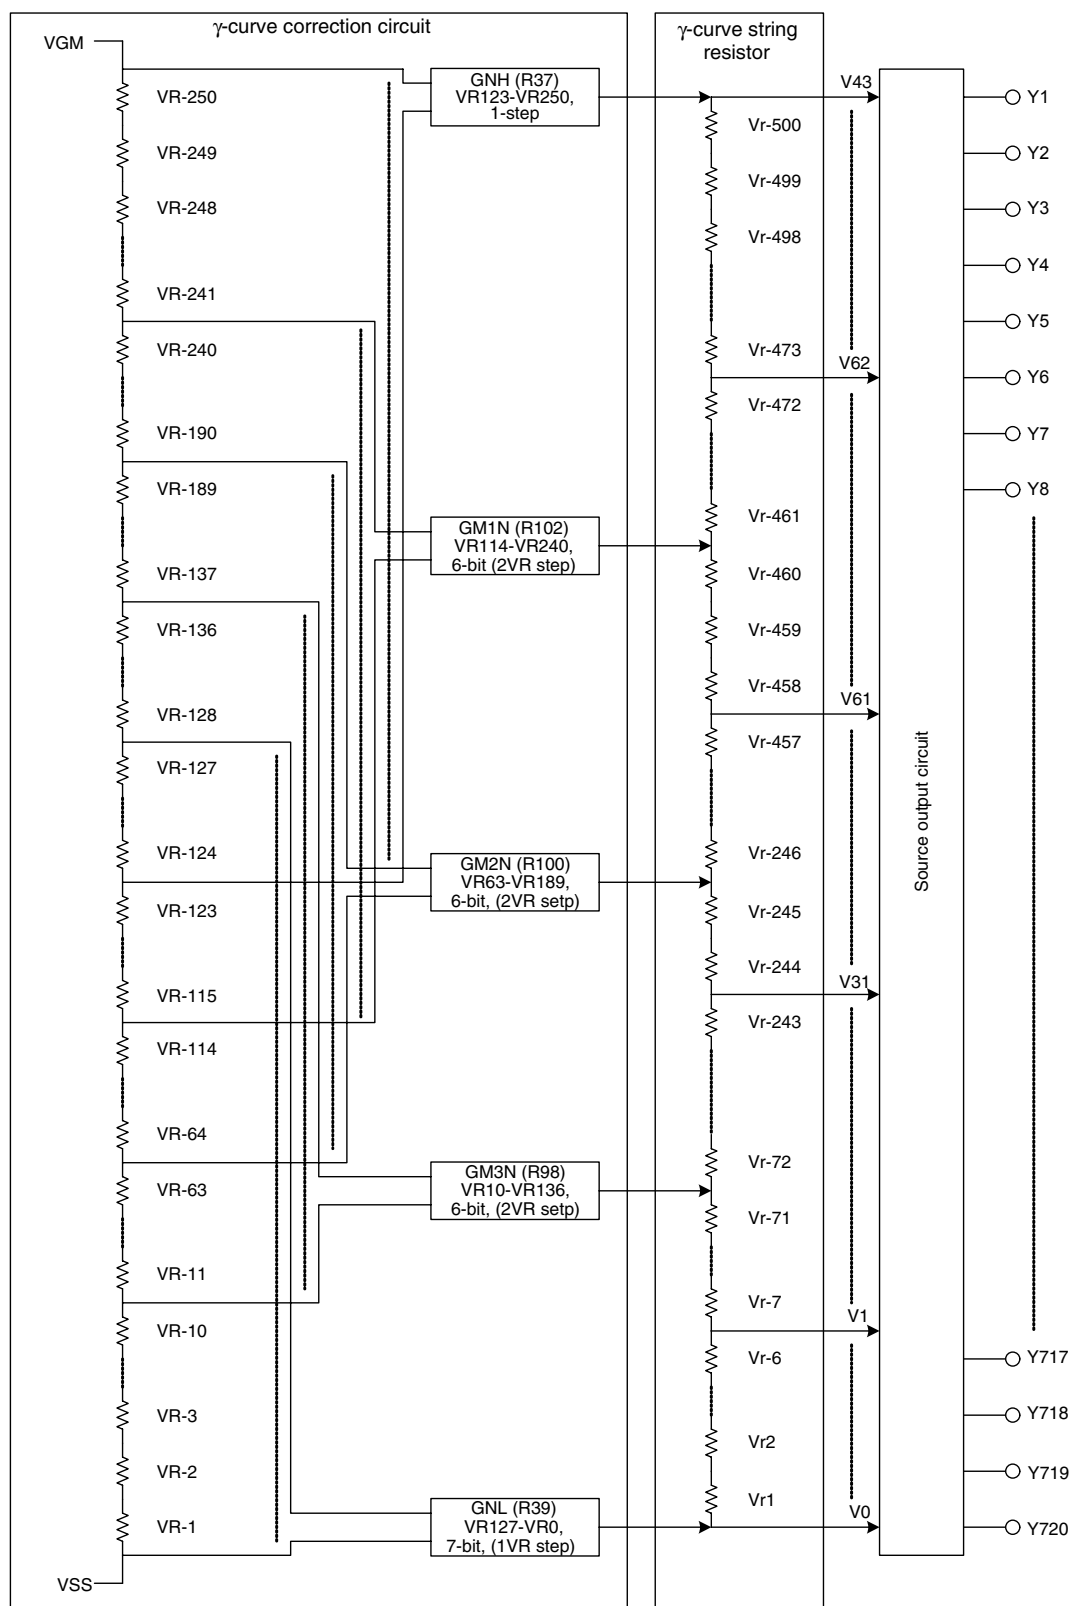 γ-curve correction circuit
γ-curve string
resistor
VGM
VR-250
VR-249
VR-248
VR-241
VR-240
VR-190
VR-189
VR-137
VR-136
VR-128
VR-127
VR-124
VR-123
VR-115
VR-114
VR-64
VR-63
VR-11
VR-10
VR-3
VR-2
VR-1
VSS
GNH (R37)
VR123-VR250,
1-step
GM1N (R102)
VR114-VR240,
6-bit (2VR step)
GM2N (R100)
VR63-VR189,
6-bit, (2VR setp)
GM3N (R98)
VR10-VR136,
6-bit, (2VR setp)
GNL (R39)
VR127-VR0,
7-bit, (1VR step)
Vr-500
Vr-499
Vr-498
Vr-473
Vr-472
Vr-461
Vr-460
Vr-459
Vr-458
Vr-457
Vr-246
Vr-245
Vr-244
Vr-243
Vr-72
Vr-71
Vr-7
Vr-6
Vr2
Vr1
V43
V62
V61
V31
V1
V0
Source output circuit
Y1
Y2
Y3
Y4
Y5
Y6
Y7
Y8
Y717
Y718
Y719
Y720